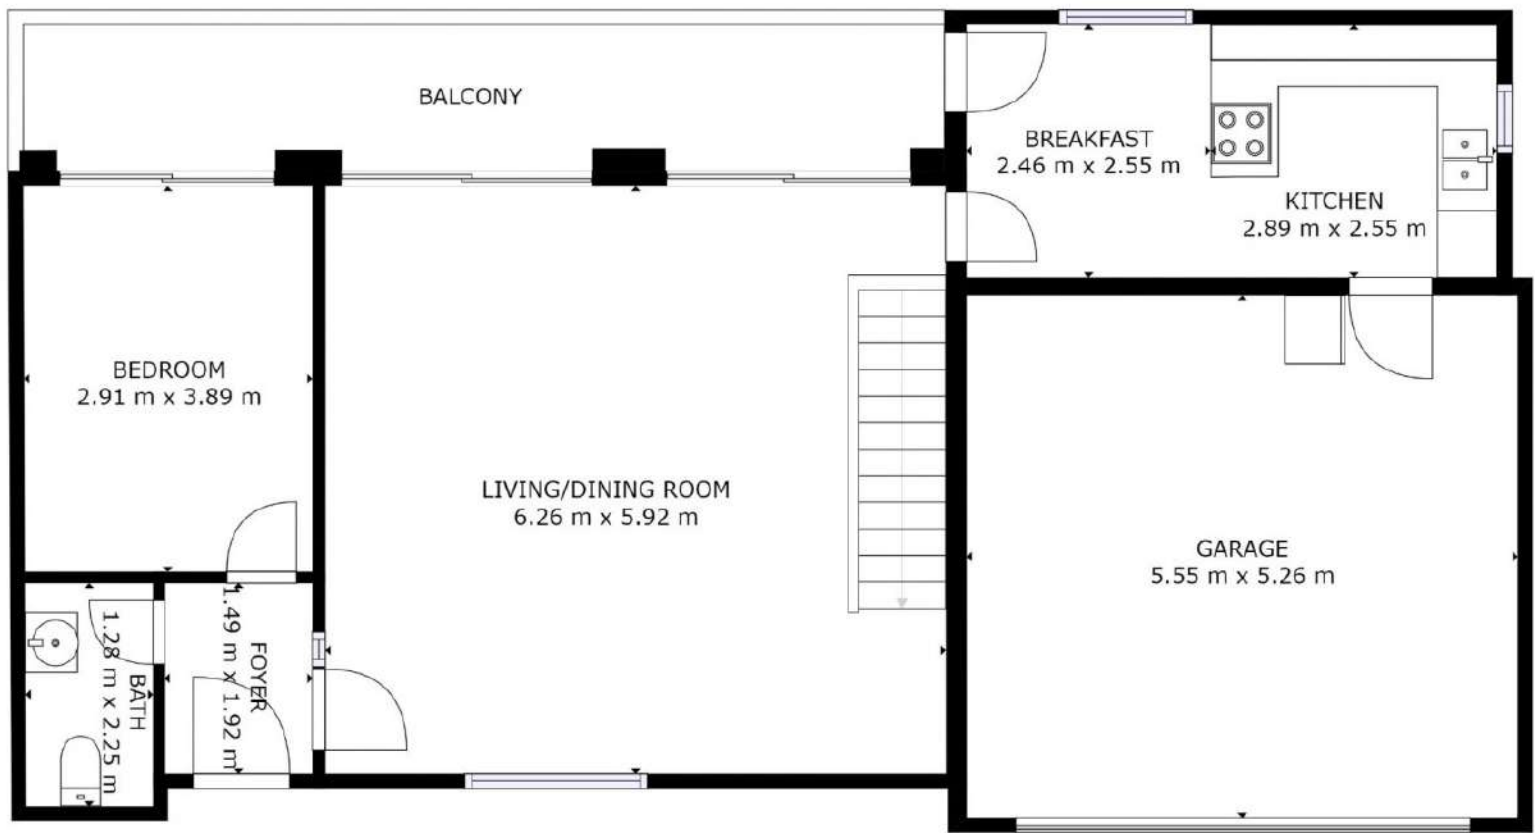 BALCONY
BREAKFAST
2.46 m x 2.55 m
KITCHEN
2.89 m x 2.55 m
BEDROOM
2.91 m x 3.89 m
LIVING/DINING ROOM
6.26 m x 5.92 m
GARAGE
5.55 m x 5.26 m
BATH
1.28 m x 2.25 m
FOYER
1.49 m x 1.92 m